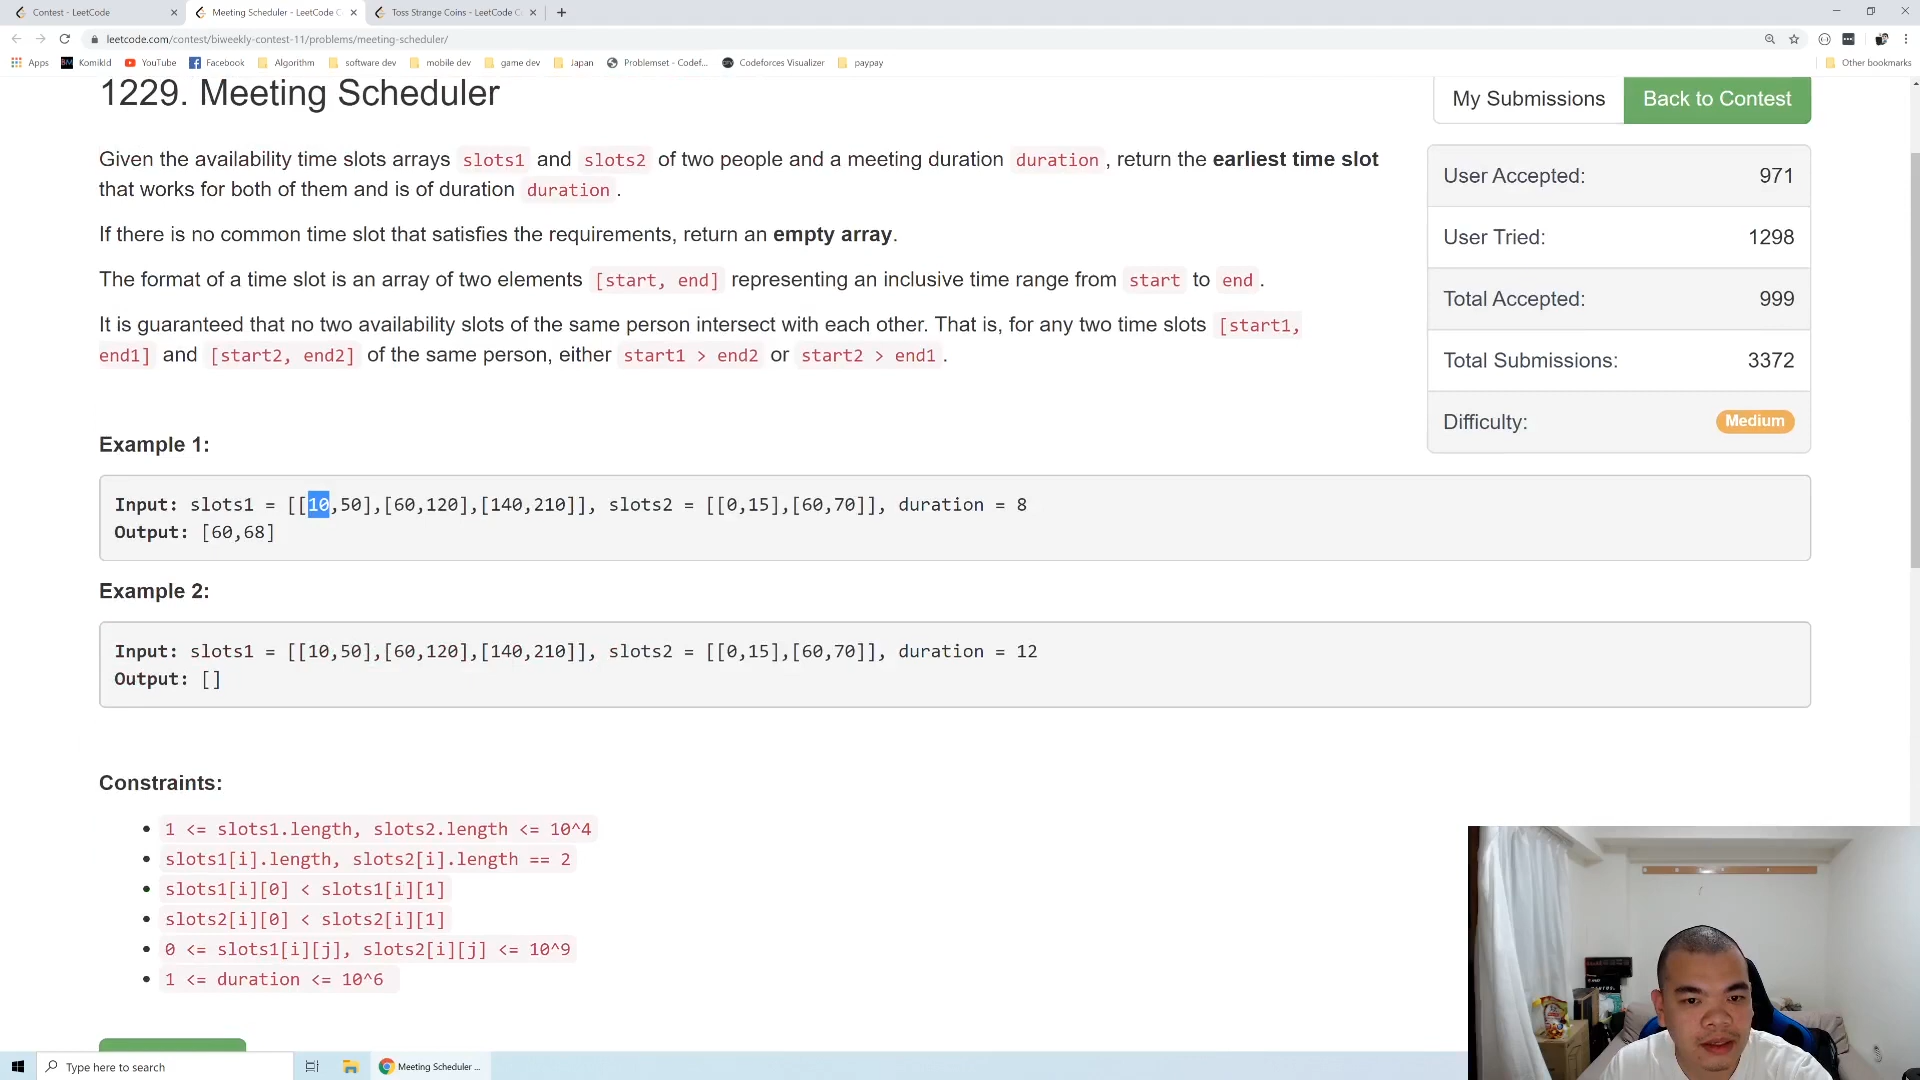 Contest - LeetCode
Meeting Scheduler - LeetCode C
Toss Strange Coins - LeetCode C
leetcode.com/contest/biweekly-contest-11/problems/meeting-scheduler/
Apps Komikid YouTube Facebook Algorithm software dev mobile dev game dev Japan Problemset - Codef... Codeforces Visualizer paypay Other bookmarks
1229. Meeting Scheduler
My Submissions Back to Contest
Given the availability time slots arrays slots1 and slots2 of two people and a meeting duration duration , return the earliest time slot
that works for both of them and is of duration duration .
If there is no common time slot that satisfies the requirements, return an empty array.
The format of a time slot is an array of two elements [start, end] representing an inclusive time range from start to end .
It is guaranteed that no two availability slots of the same person intersect with each other. That is, for any two time slots [start1,
end1] and [start2, end2] of the same person, either start1 > end2 or start2 > end1 .
User Accepted: 971
User Tried: 1298
Total Accepted: 999
Total Submissions: 3372
Difficulty: Medium
Example 1:
Input: slots1 = [[10,50],[60,120],[140,210]], slots2 = [[0,15],[60,70]], duration = 8
Output: [60,68]
Example 2:
Input: slots1 = [[10,50],[60,120],[140,210]], slots2 = [[0,15],[60,70]], duration = 12
Output: []
Constraints:
1 <= slots1.length, slots2.length <= 10^4
slots1[i].length, slots2[i].length == 2
slots1[i][0] < slots1[i][1]
slots2[i][0] < slots2[i][1]
0 <= slots1[i][j], slots2[i][j] <= 10^9
1 <= duration <= 10^6
Type here to search
Meeting Scheduler ...